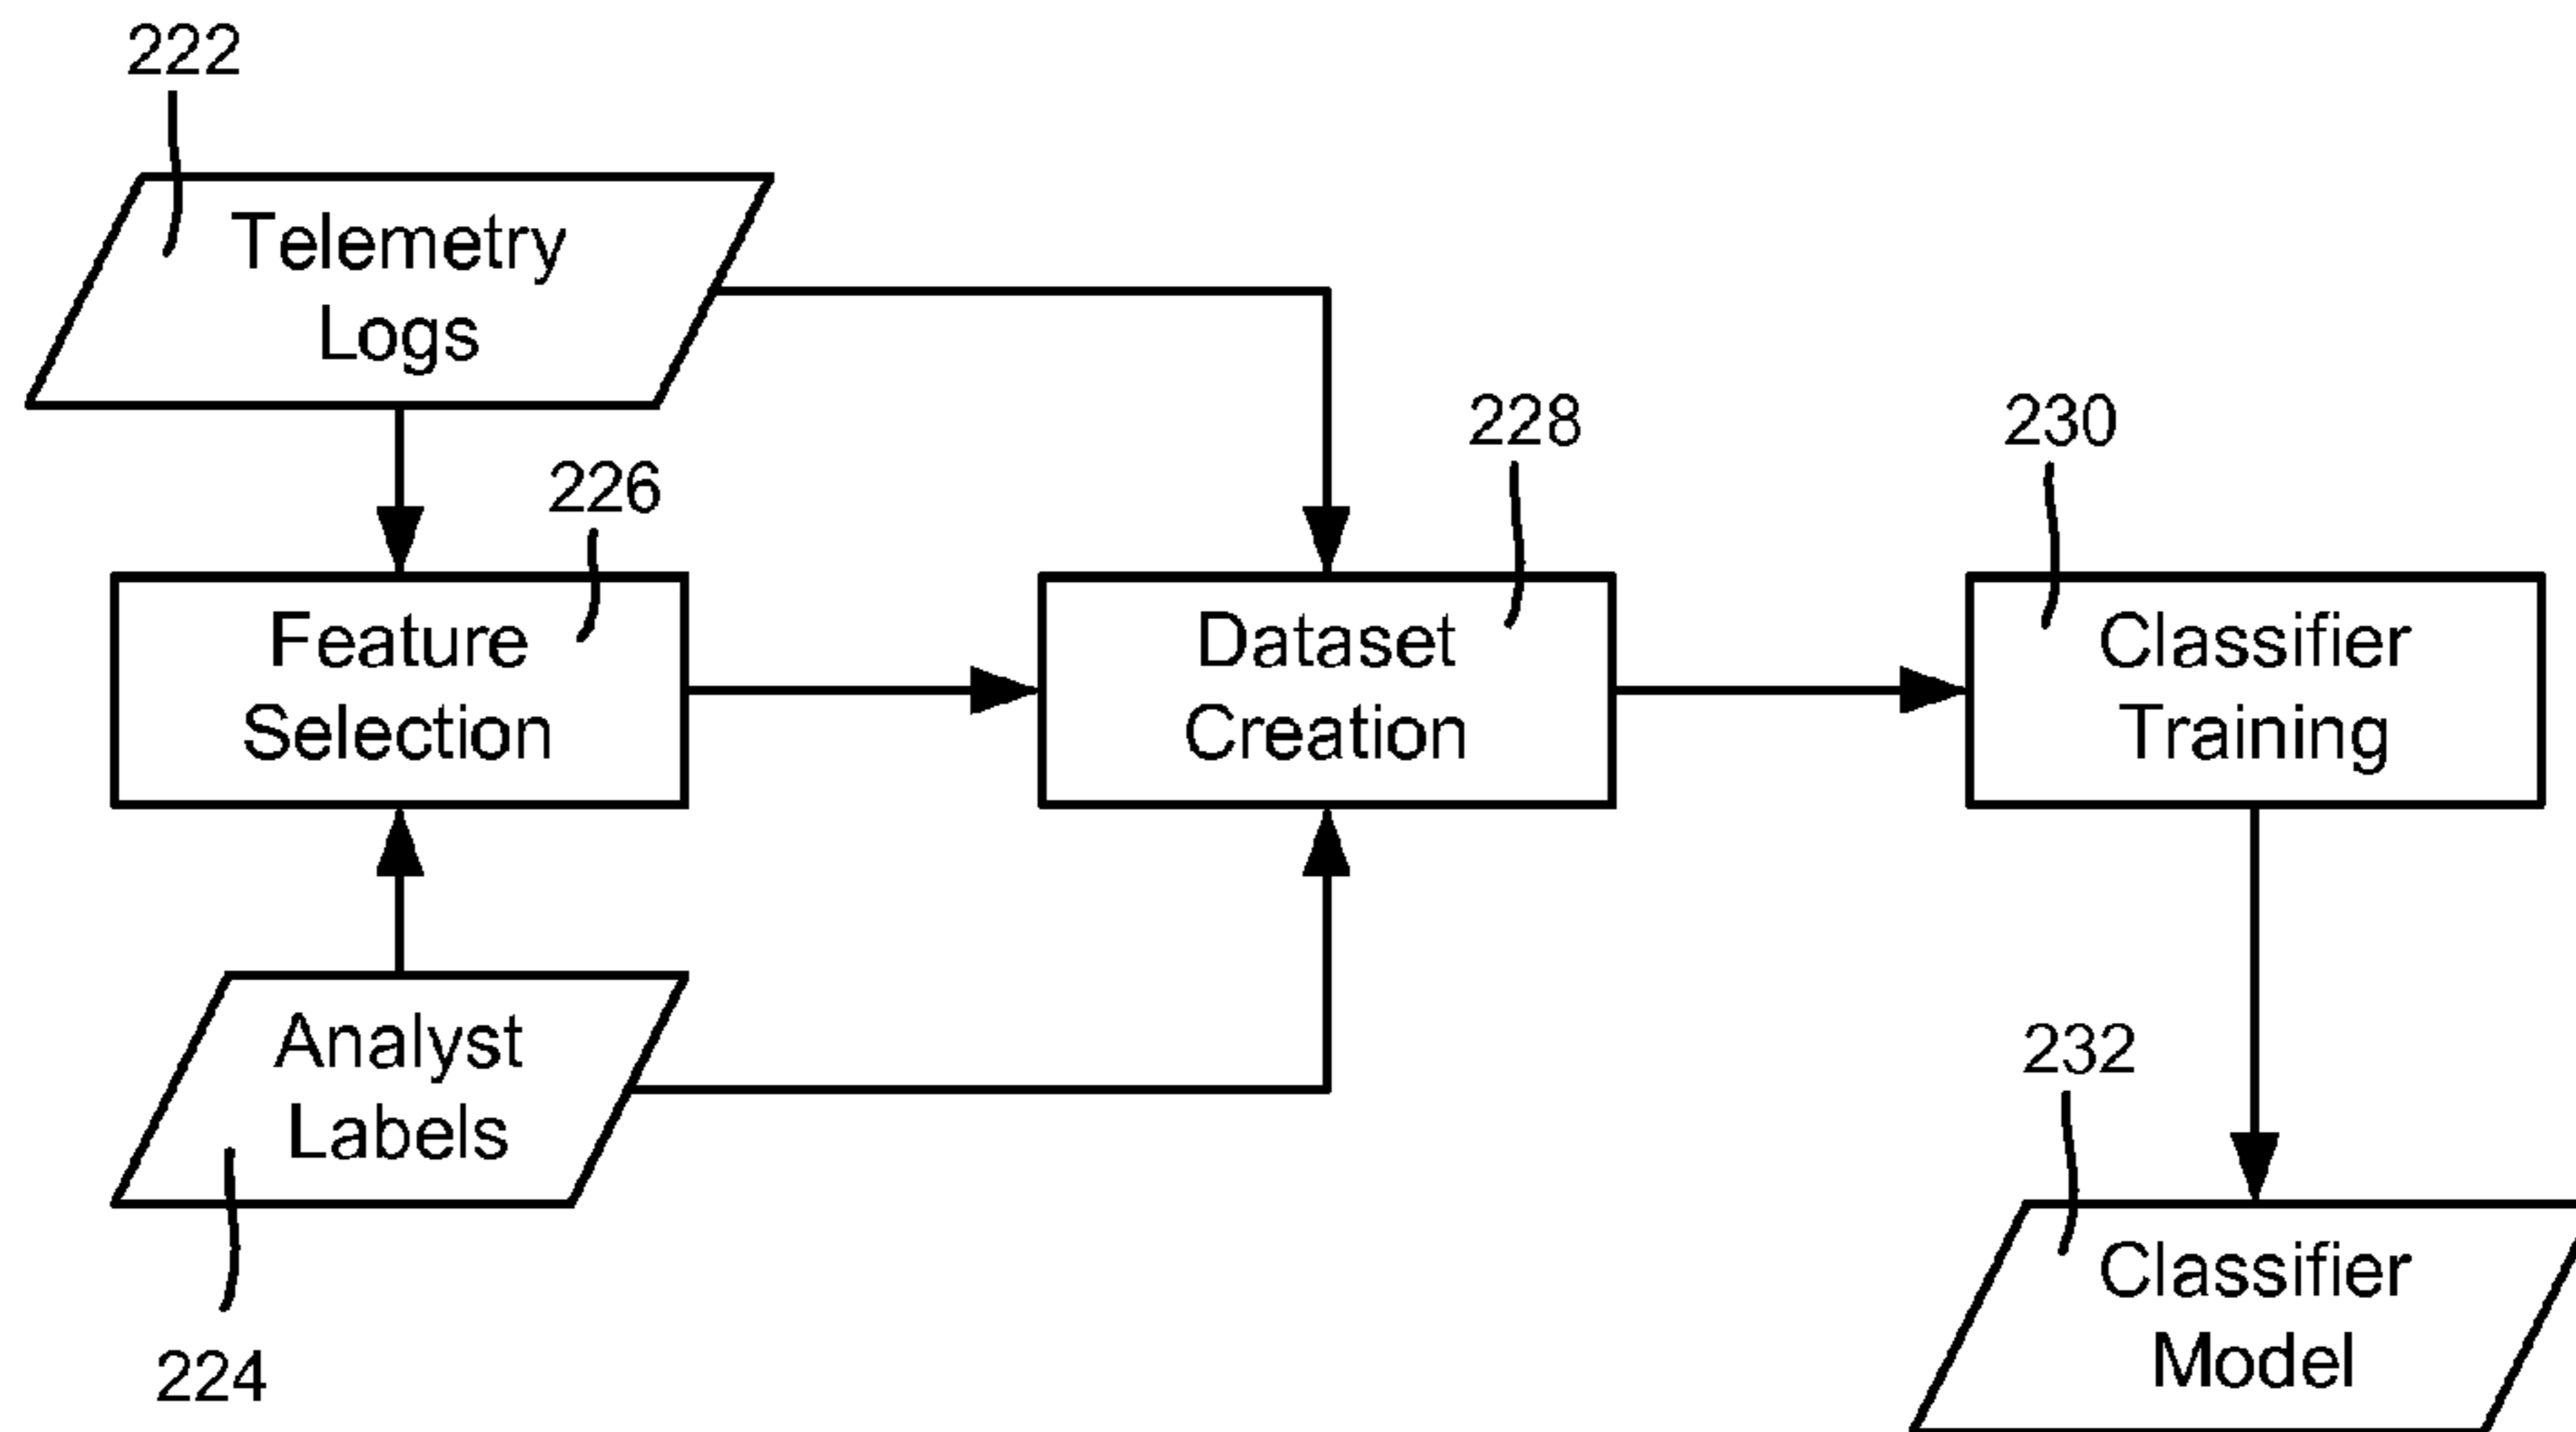 222
Telemetry
Logs
226
228
230
Feature
Selection
Dataset
Creation
Classifier
Training
Analyst
Labels
224
232
Classifier
Model